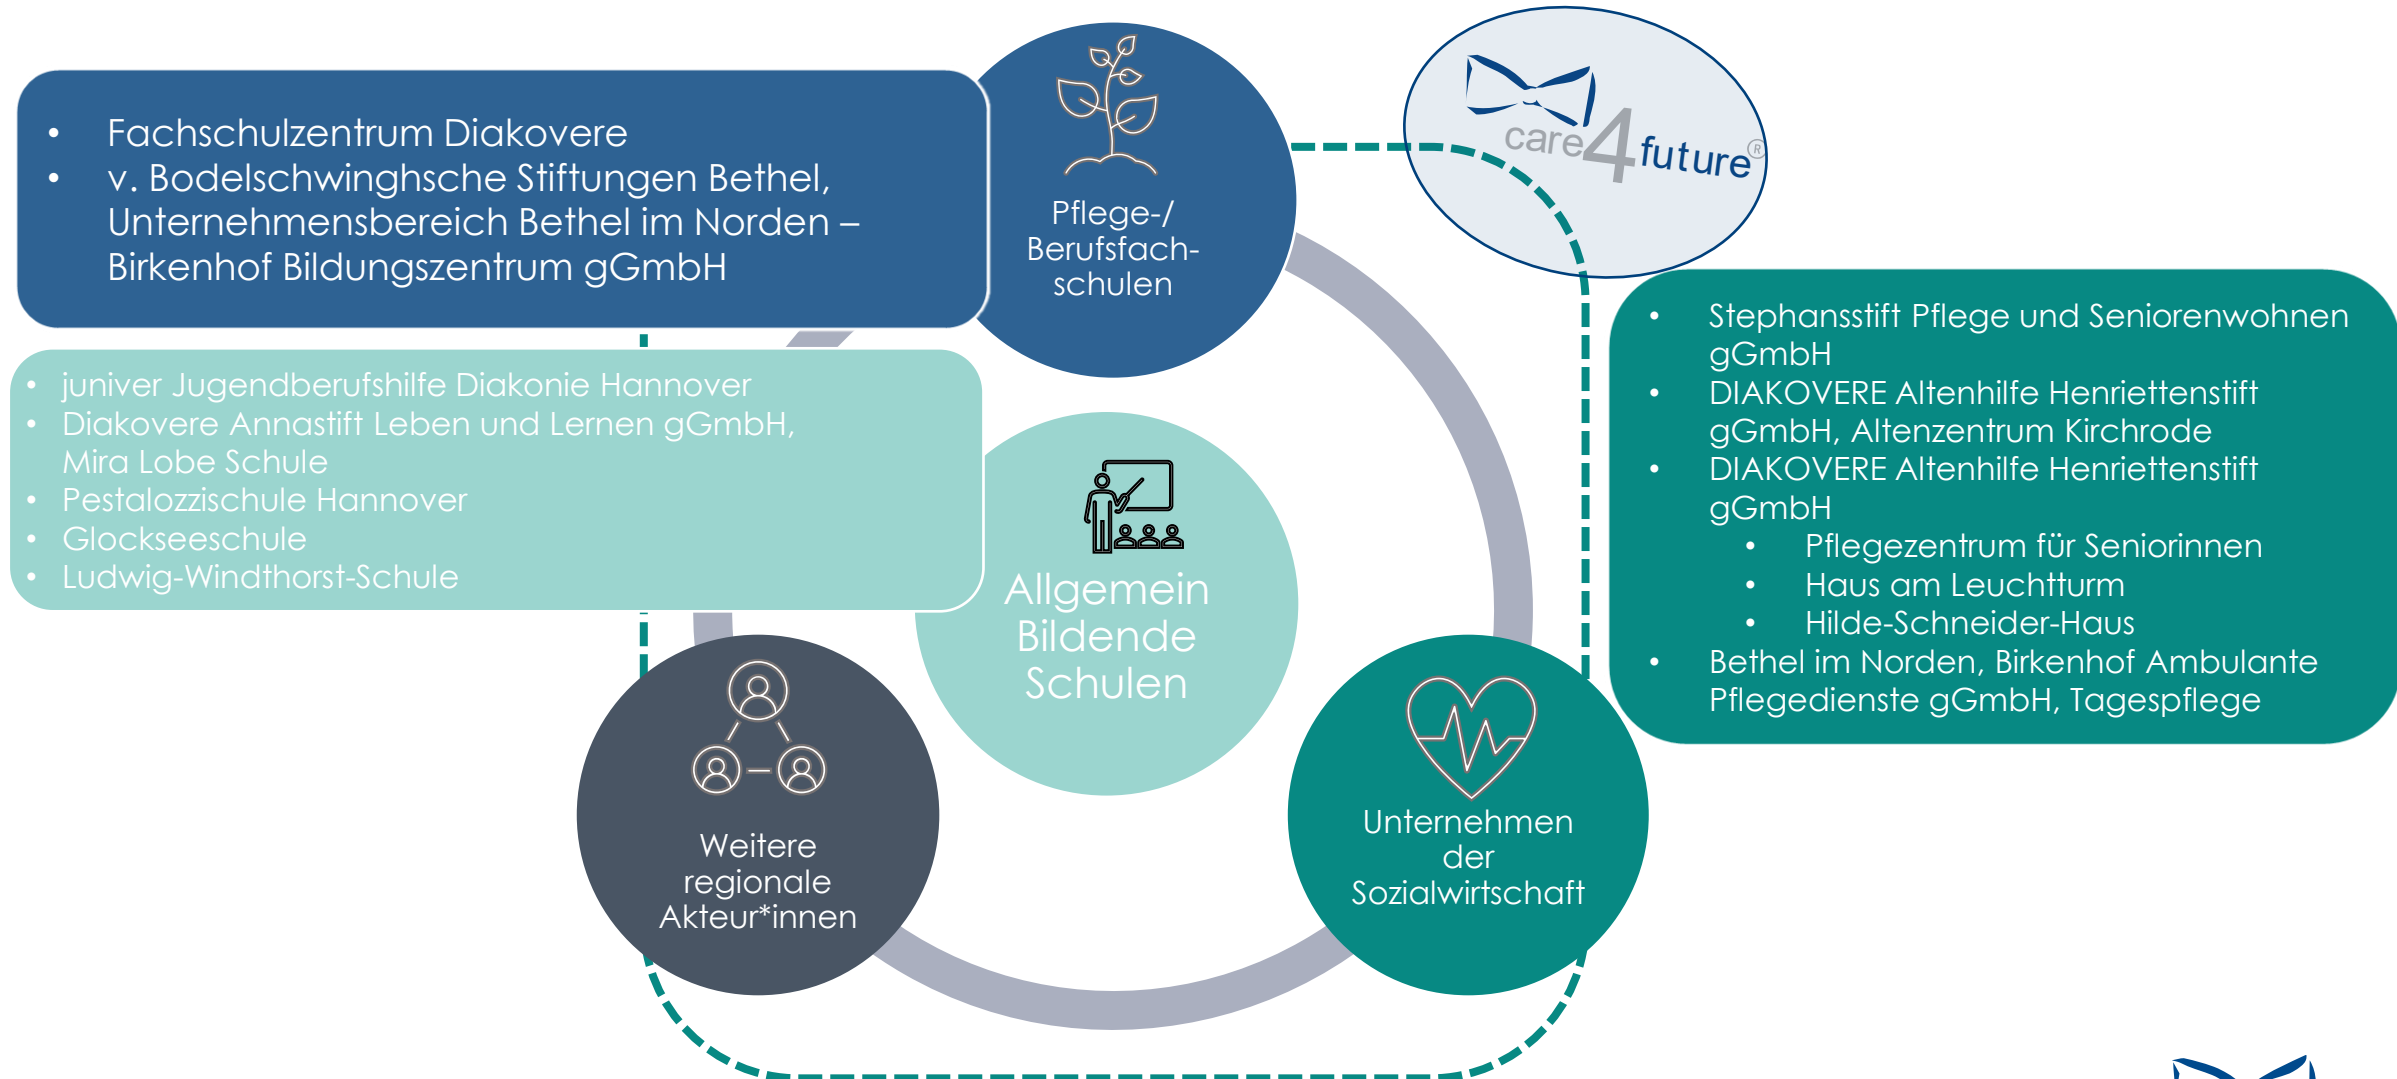 • Fachschulzentrum Diakovere
• v. Bodelschwinghsche Stiftungen Bethel,
Unternehmensbereich Bethel im Norden –
Birkenhof Bildungszentrum gGmbH
Pflege-/
Berufsfach-
schulen
care4future®
• juniver Jugendberufshilfe Diakonie Hannover
• Diakovere Annastift Leben und Lernen gGmbH,
Mira Lobe Schule
• Pestalozzischule Hannover
• Glockseeschule
• Ludwig-Windthorst-Schule
Allgemein
Bildende
Schulen
• Stephansstift Pflege und Seniorenwohnen
gGmbH
• DIAKOVERE Altenhilfe Henriettenstift
gGmbH, Altenzentrum Kirchrode
• DIAKOVERE Altenhilfe Henriettenstift
gGmbH
• Pflegezentrum für Seniorinnen
• Haus am Leuchtturm
• Hilde-Schneider-Haus
• Bethel im Norden, Birkenhof Ambulante
Pflegedienste gGmbH, Tagespflege
Weitere
regionale
Akteur*innen
Unternehmen
der
Sozialwirtschaft